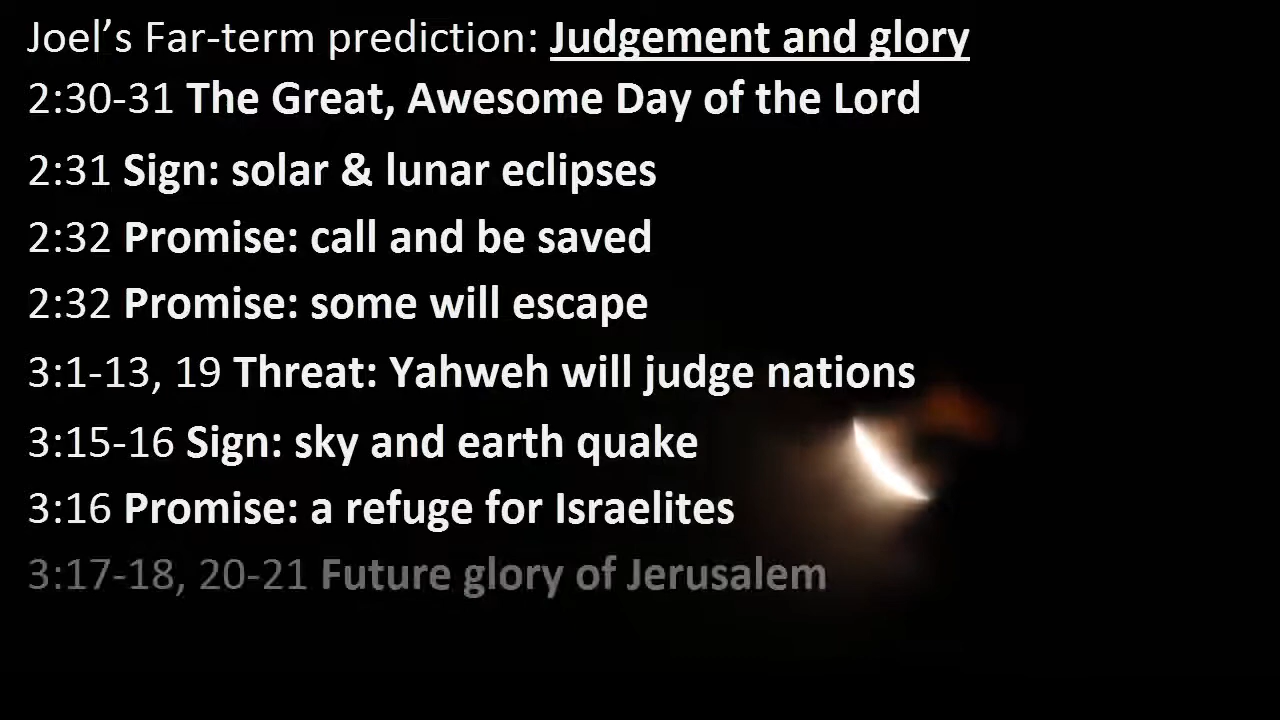 Joel’s Far-term prediction: Judgement and glory
2:30-31 The Great, Awesome Day of the Lord
2:31 Sign: solar & lunar eclipses
2:32 Promise: call and be saved
2:32 Promise: some will escape
3:1-13, 19 Threat: Yahweh will judge nations
3:15-16 Sign: sky and earth quake
3:16 Promise: a refuge for Israelites
3:17-18, 20-21 Future glory of Jerusalem